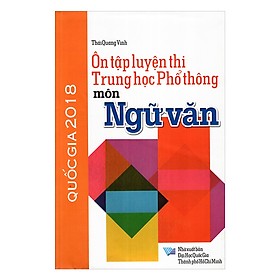 Thái Quang Vinh
Ôn tập luyện thi
Trung học Phổ thông
môn
Ngữ văn
QUỐC GIA 2018
Nhà xuất bản
Đại Học Quốc Gia
Thành phố Hồ Chí Minh